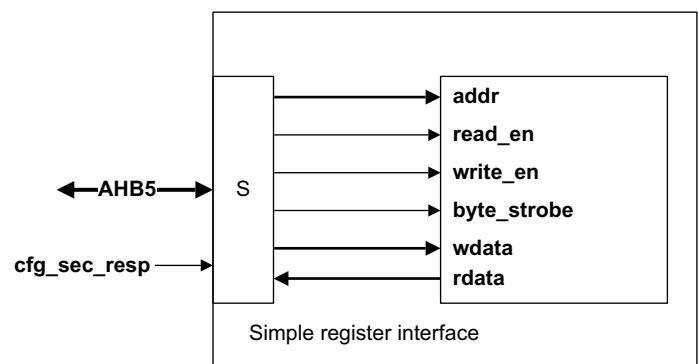 addr
read_en
write_en
AHB5
S
byte_strobe
wdata
cfg_sec_resp
rdata
Simple register interface